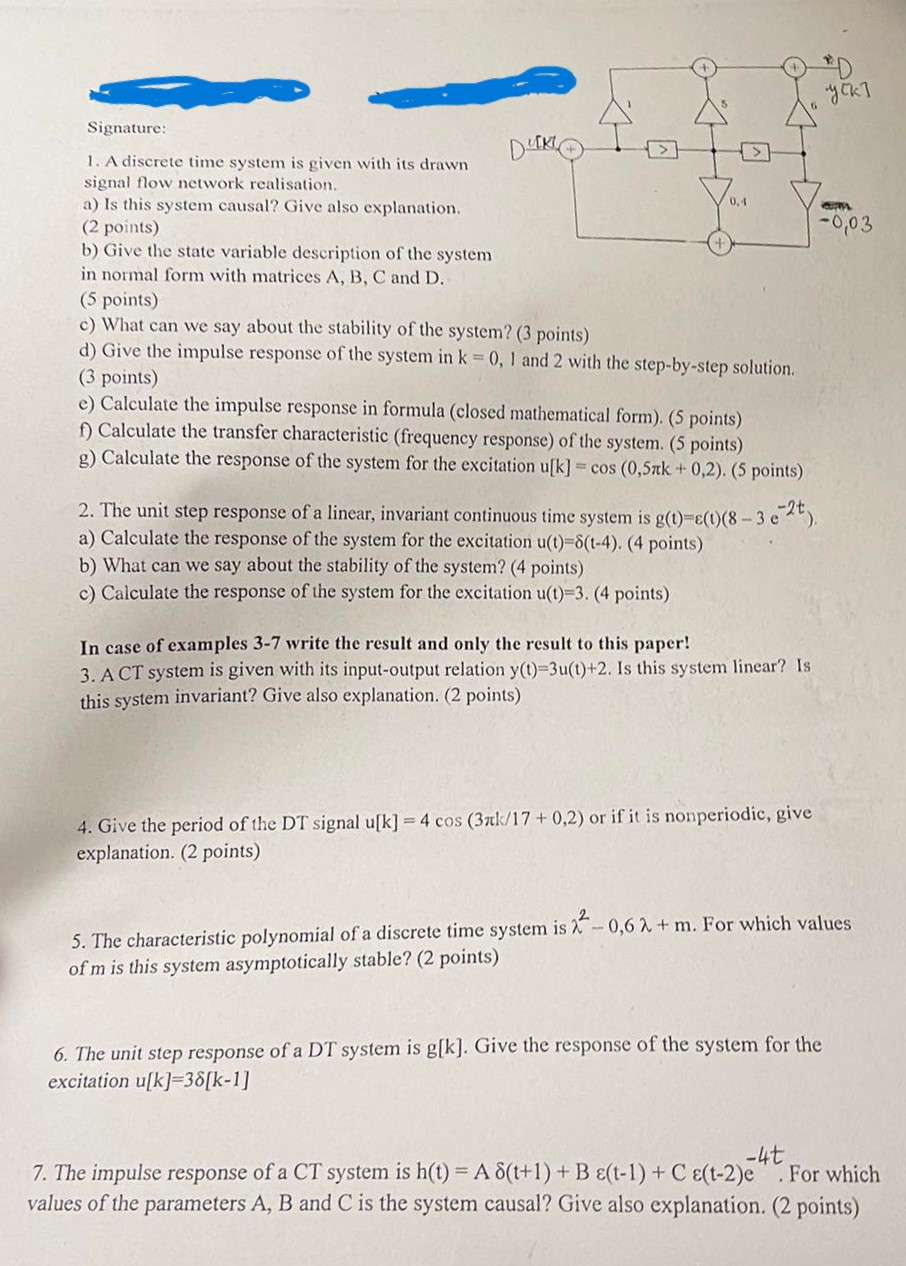 Signature:
1. A discrete time system is given with its drawn
signal flow network realisation.
a) Is this system causal? Give also explanation.
(2 points)
b) Give the state variable description of the system
in normal form with matrices A, B, C and D.
(5 points)
c) What can we say about the stability of the system? (3 points)
d) Give the impulse response of the system in k = 0, 1 and 2 with the step-by-step solution.
(3 points)
e) Calculate the impulse response in formula (closed mathematical form). (5 points)
f) Calculate the transfer characteristic (frequency response) of the system. (5 points)
g) Calculate the response of the system for the excitation u[k] = cos (0,5πk + 0,2). (5 points)
+
+
D
y[k]
1
5
6
D u[k]
+
>
>
0,4
-0,03
+
2. The unit step response of a linear, invariant continuous time system is g(t)=ε(t)(8 – 3 e^-2t).
a) Calculate the response of the system for the excitation u(t)=δ(t-4). (4 points)
b) What can we say about the stability of the system? (4 points)
c) Calculate the response of the system for the excitation u(t)=3. (4 points)
In case of examples 3-7 write the result and only the result to this paper!
3. A CT system is given with its input-output relation y(t)=3u(t)+2. Is this system linear? Is
this system invariant? Give also explanation. (2 points)
4. Give the period of the DT signal u[k] = 4 cos (3πk/17 + 0,2) or if it is nonperiodic, give
explanation. (2 points)
5. The characteristic polynomial of a discrete time system is λ² – 0,6 λ + m. For which values
of m is this system asymptotically stable? (2 points)
6. The unit step response of a DT system is g[k]. Give the response of the system for the
excitation u[k]=3δ[k-1]
7. The impulse response of a CT system is h(t) = A δ(t+1) + B ε(t-1) + C ε(t-2)e^-4t. For which
values of the parameters A, B and C is the system causal? Give also explanation. (2 points)